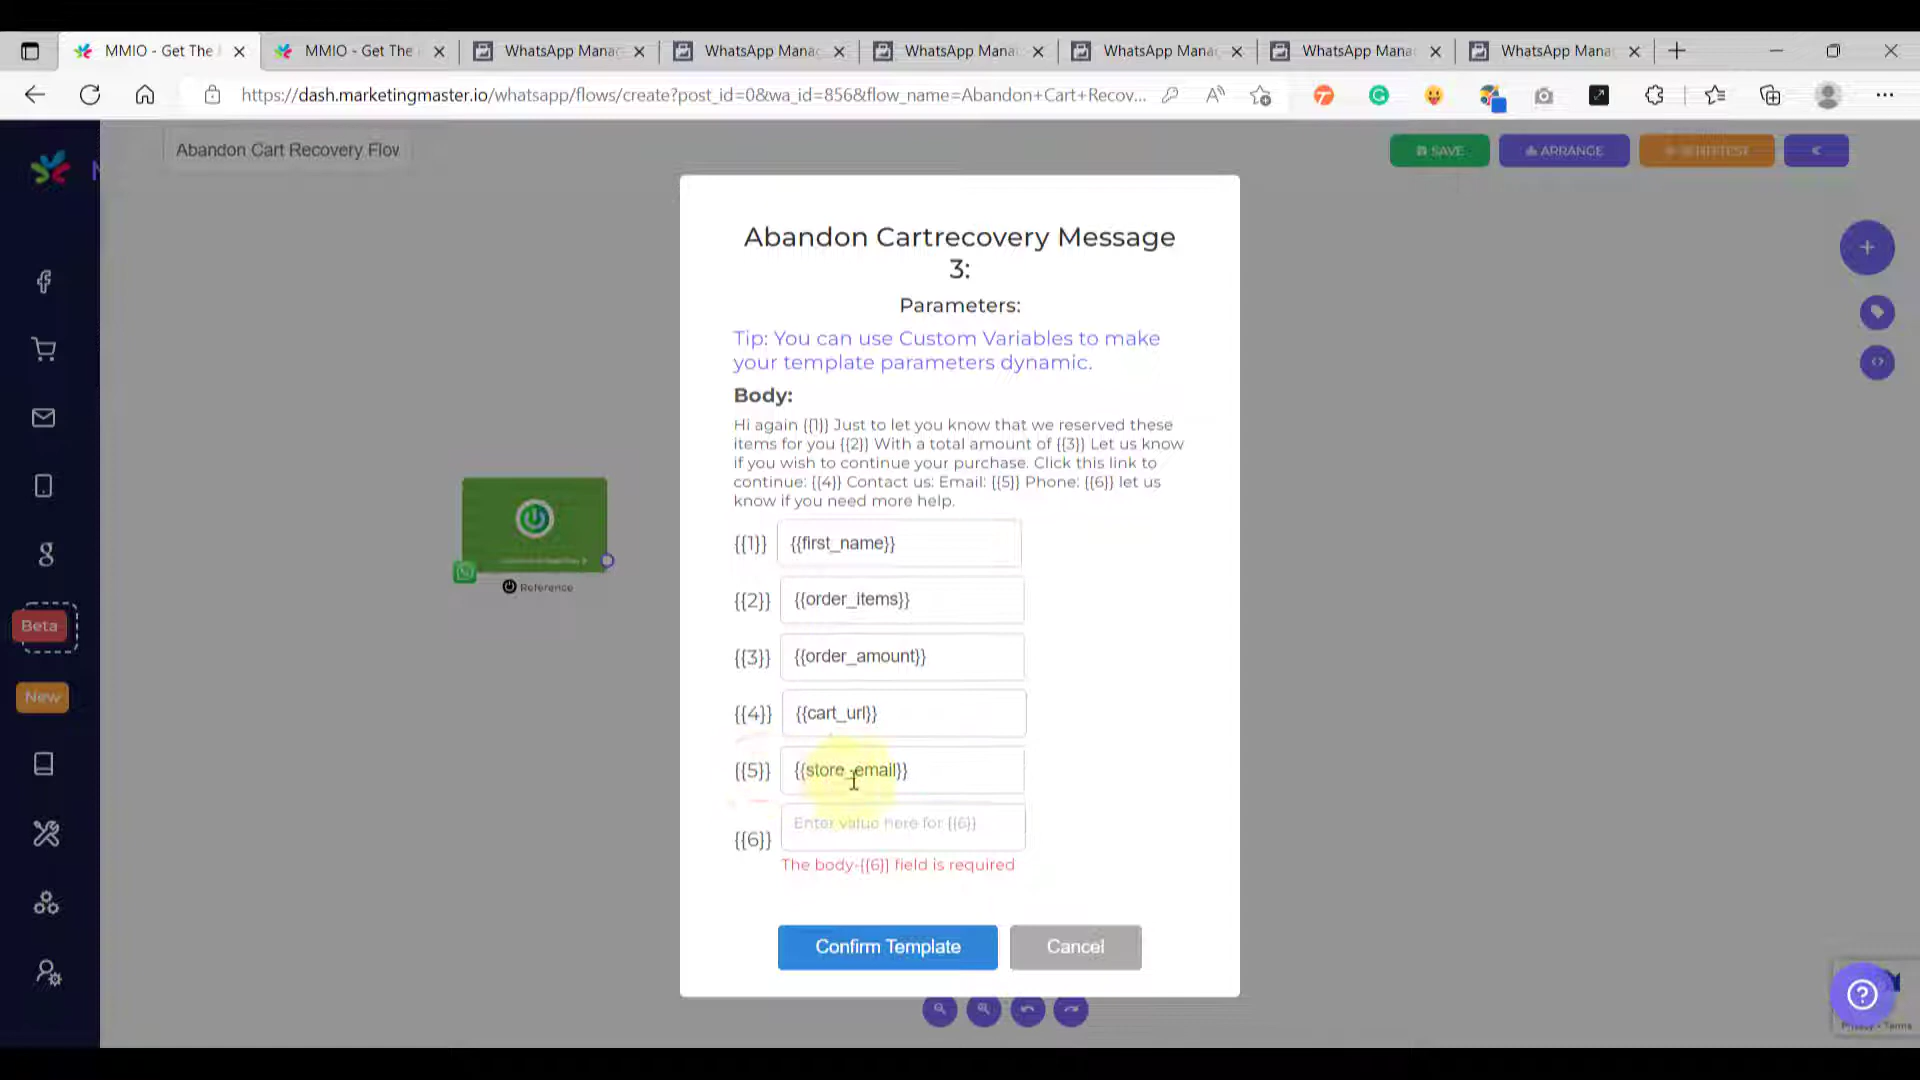 MMIO - Get The
MMIO - Get The
WhatsApp Mana
WhatsApp Mana
WhatsApp Mana
WhatsApp Mana
WhatsApp Mana
WhatsApp Mana
https://dash.marketingmaster.io/whatsapp/flows/create?post_id=0&wa_id=856&flow_name=Abandon+Cart+Recov...
Abandon Cart Recovery Flow
SAVE
ARRANGE
Abandon Cartrecovery Message
3:
Parameters:
Tip: You can use Custom Variables to make
your template parameters dynamic.
Body:
Hi again {{1}} Just to let you know that we reserved these
items for you {{2}} With a total amount of {{3}} Let us know
if you wish to continue your purchase. Click this link to
continue: {{4}} Contact us: Email: {{5}} Phone: {{6}} let us
know if you need more help.
{{1}} {{first_name}}
{{2}} {{order_items}}
{{3}} {{order_amount}}
{{4}} {{cart_url}}
{{5}} {{store_email}}
{{6}} Enter value here for {{6}}
The body-{{6}} field is required
Confirm Template
Cancel
Reference
Beta
New
Privacy - Terms